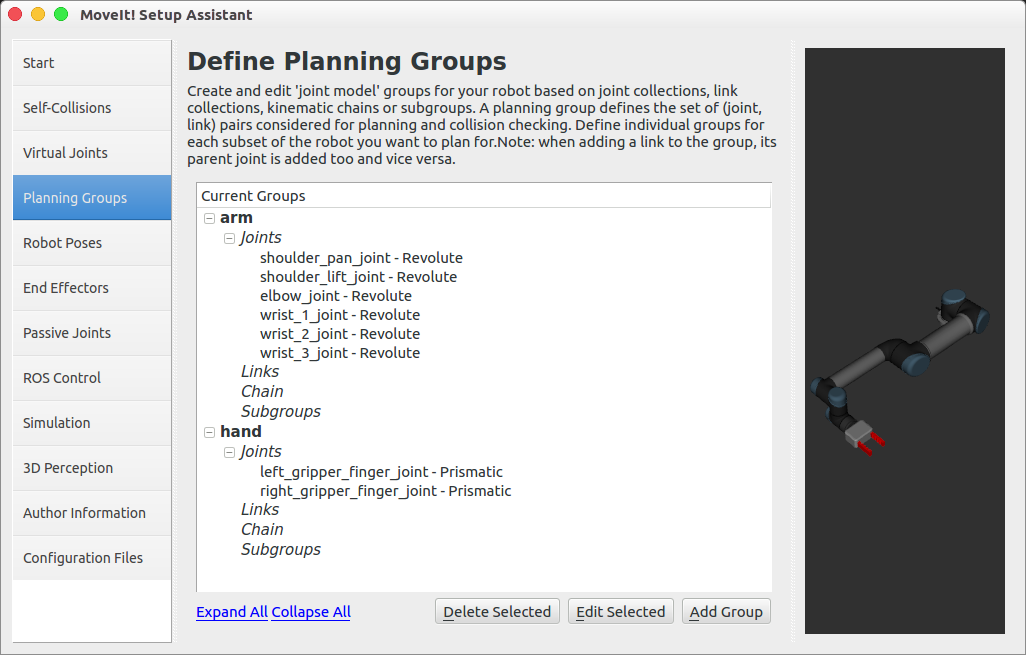 MoveIt! Setup Assistant
Start
Self-Collisions
Virtual Joints
Planning Groups
Robot Poses
End Effectors
Passive Joints
ROS Control
Simulation
3D Perception
Author Information
Configuration Files
Define Planning Groups
Create and edit 'joint model' groups for your robot based on joint collections, link
collections, kinematic chains or subgroups. A planning group defines the set of (joint,
link) pairs considered for planning and collision checking. Define individual groups for
each subset of the robot you want to plan for.Note: when adding a link to the group, its
parent joint is added too and vice versa.
Current Groups
arm
Joints
shoulder_pan_joint - Revolute
shoulder_lift_joint - Revolute
elbow_joint - Revolute
wrist_1_joint - Revolute
wrist_2_joint - Revolute
wrist_3_joint - Revolute
Links
Chain
Subgroups
hand
Joints
left_gripper_finger_joint - Prismatic
right_gripper_finger_joint - Prismatic
Links
Chain
Subgroups
Expand All Collapse All Delete Selected Edit Selected Add Group